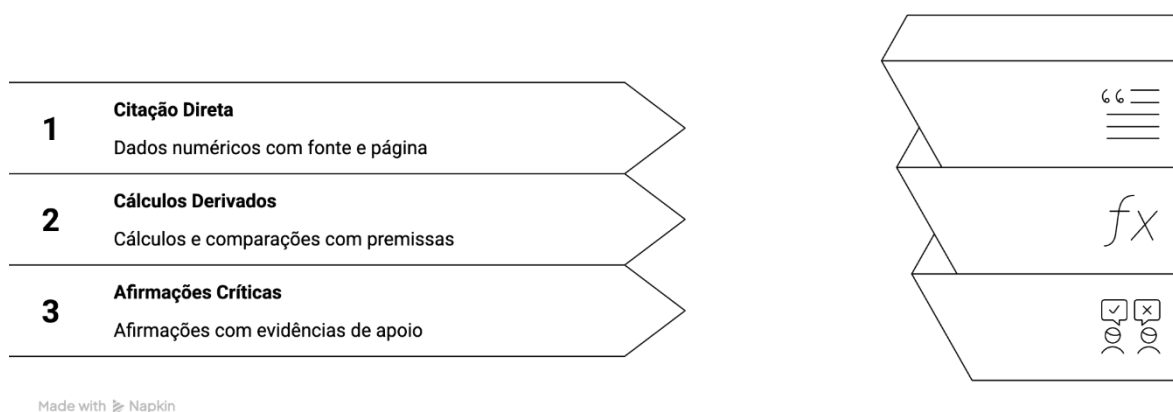 1
Citação Direta
Dados numéricos com fonte e página
2
Cálculos Derivados
Cálculos e comparações com premissas
3
Afirmações Críticas
Afirmações com evidências de apoio
fx
Made with Napkin